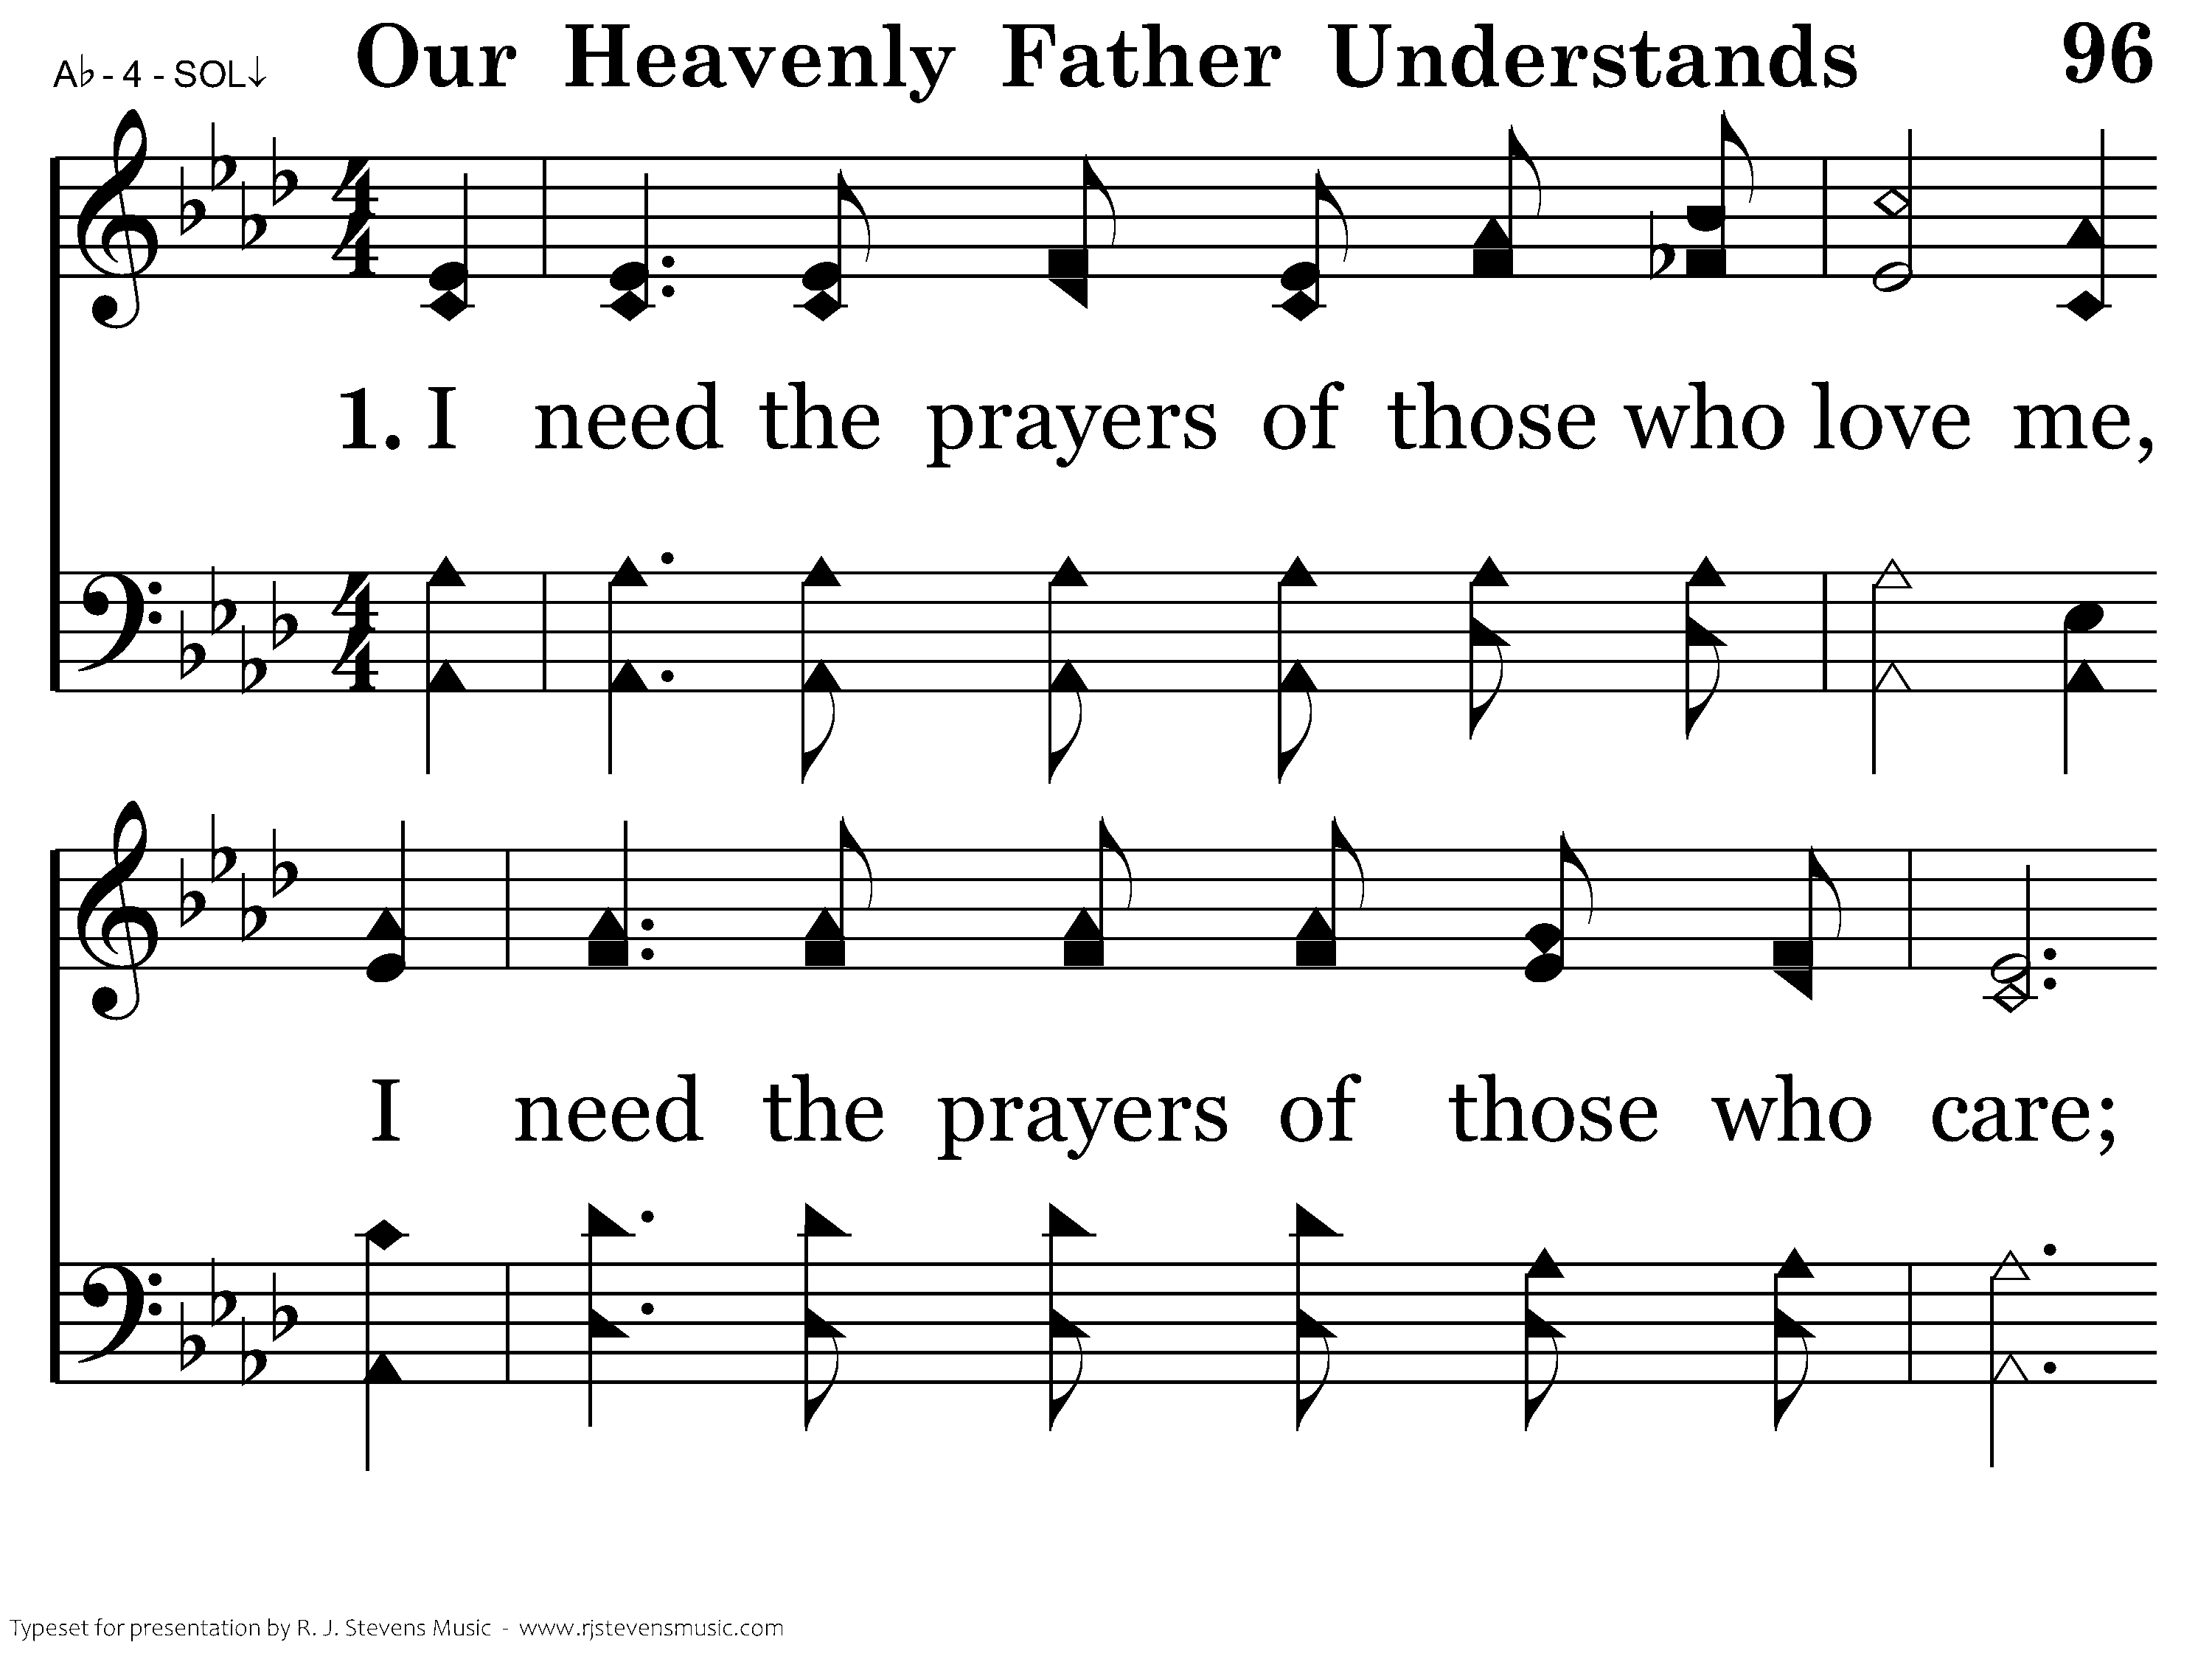 A♭ - 4 - SOL↓ Our Heavenly Father Understands 96
1. I need the prayers of those who love me,
I need the prayers of those who care;
Typeset for presentation by R. J. Stevens Music - www.rjstevensmusic.com